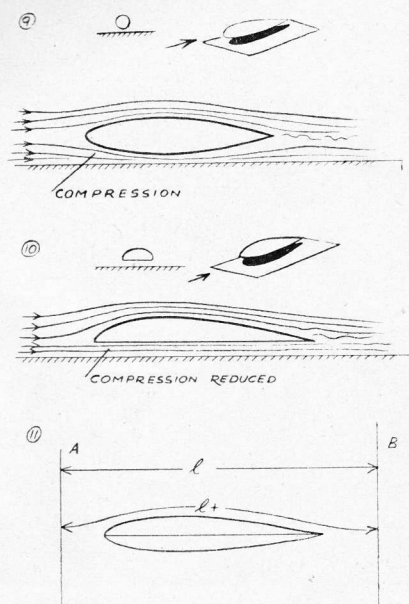 9
COMPRESSION
10
COMPRESSION REDUCED
11
A B
l
l+